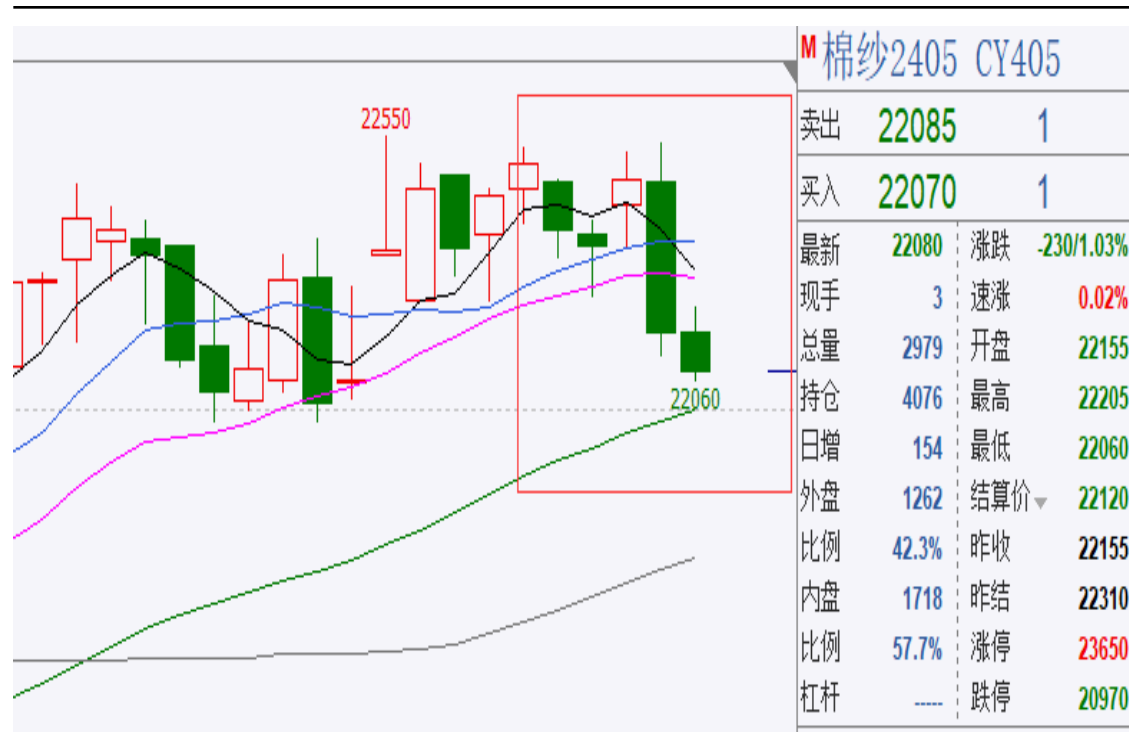 M 棉纱2405 CY405
22550
22060
卖出 22085 1
买入 22070 1
最新 22080 涨跌 -230/1.03%
现手 3 速涨 0.02%
总量 2979 开盘 22155
持仓 4076 最高 22205
日增 154 最低 22060
外盘 1262 结算价 22120
比例 42.3% 昨收 22155
内盘 1718 昨结 22310
比例 57.7% 涨停 23650
杠杆 ----- 跌停 20970